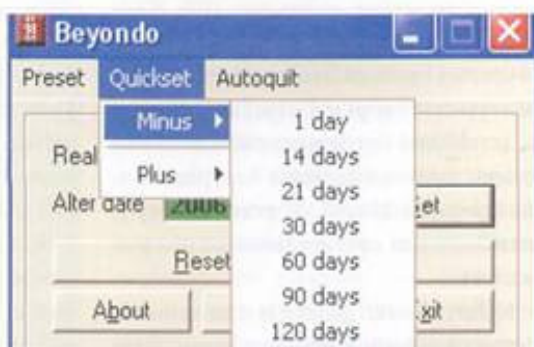 Beyondo
Preset Quickset Autoquit
Minus 1 day
14 days
Real
Plus 21 days
Alter date 2006 et
30 days
Reset 60 days
90 days
About xit
120 days